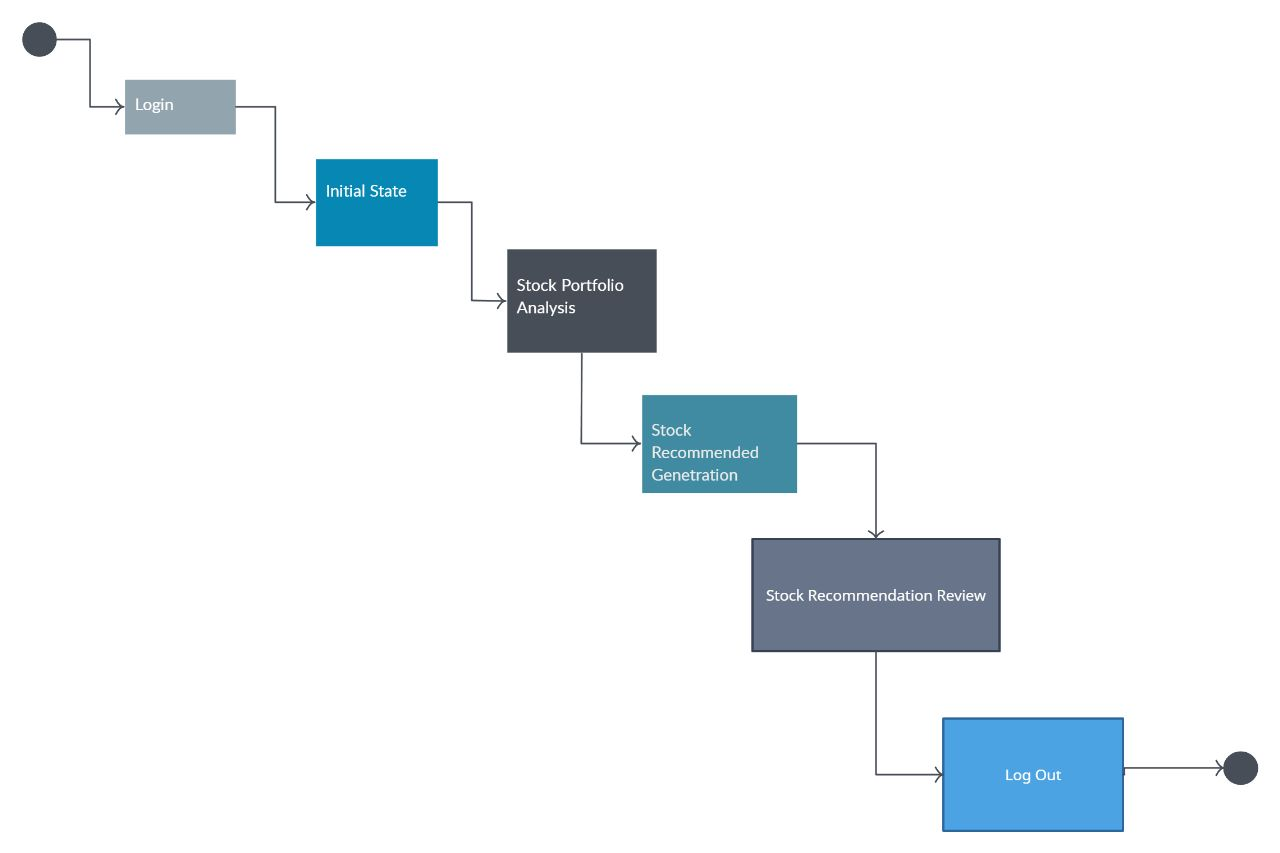 Login
Initial State
Stock Portfolio
Analysis
Stock
Recommended
Genetration
Stock Recommendation Review
Log Out